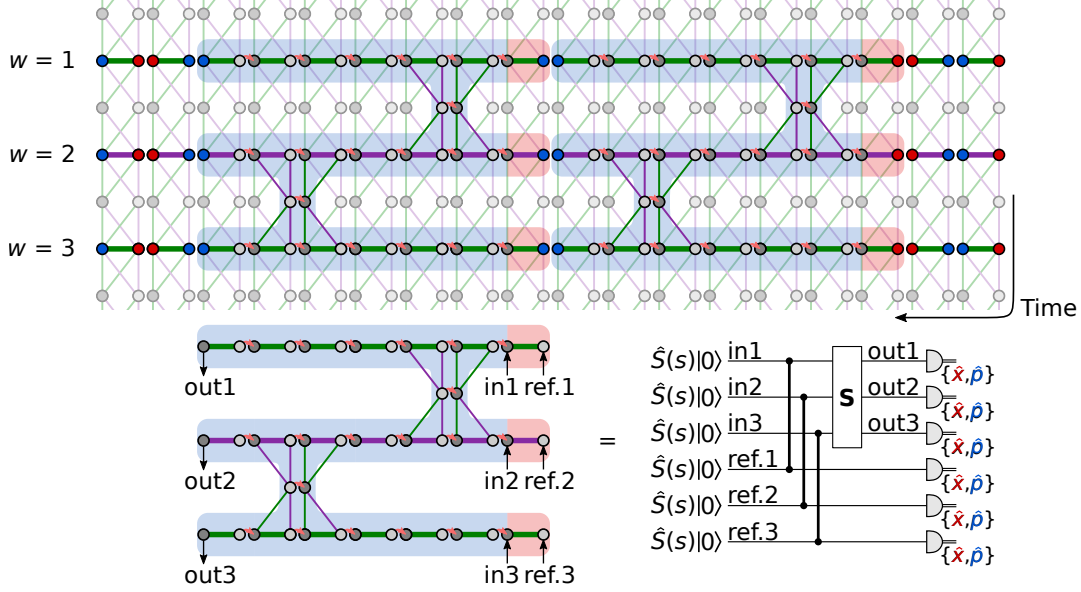 w = 1
w = 2
w = 3
Time
out1
in1 ref.1
out2
in2 ref.2
out3
in3 ref.3
=
Ŝ(s)|0⟩ in1 out1 {x̂,p̂}
Ŝ(s)|0⟩ in2 S out2 {x̂,p̂}
Ŝ(s)|0⟩ in3 out3 {x̂,p̂}
Ŝ(s)|0⟩ ref.1 {x̂,p̂}
Ŝ(s)|0⟩ ref.2 {x̂,p̂}
Ŝ(s)|0⟩ ref.3 {x̂,p̂}